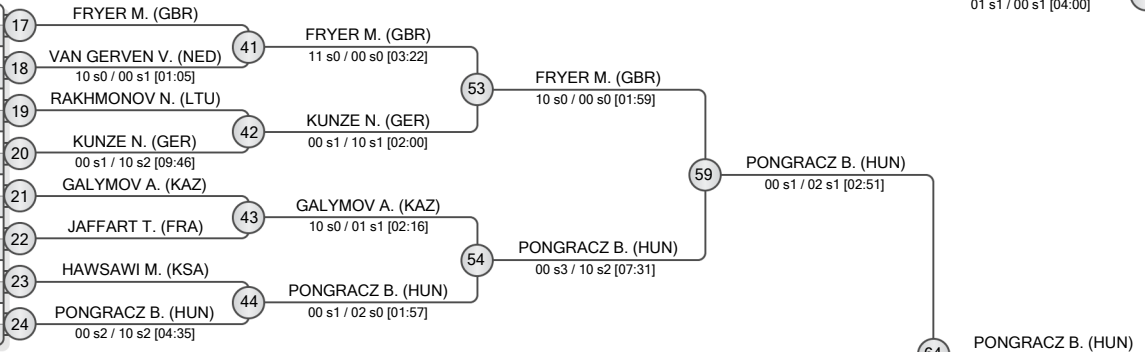 01 s1 / 00 s1 [04:00]
17
FRYER M. (GBR)
41
FRYER M. (GBR)
11 s0 / 00 s0 [03:22]
18
VAN GERVEN V. (NED)
10 s0 / 00 s1 [01:05]
53
FRYER M. (GBR)
10 s0 / 00 s0 [01:59]
19
RAKHMONOV N. (LTU)
42
KUNZE N. (GER)
00 s1 / 10 s1 [02:00]
20
KUNZE N. (GER)
00 s1 / 10 s2 [09:46]
59
PONGRACZ B. (HUN)
00 s1 / 02 s1 [02:51]
21
GALYMOV A. (KAZ)
43
GALYMOV A. (KAZ)
10 s0 / 01 s1 [02:16]
22
JAFFART T. (FRA)
54
PONGRACZ B. (HUN)
00 s3 / 10 s2 [07:31]
23
HAWSAWI M. (KSA)
44
PONGRACZ B. (HUN)
00 s1 / 02 s0 [01:57]
24
PONGRACZ B. (HUN)
00 s2 / 10 s2 [04:35]
64
PONGRACZ B. (HUN)